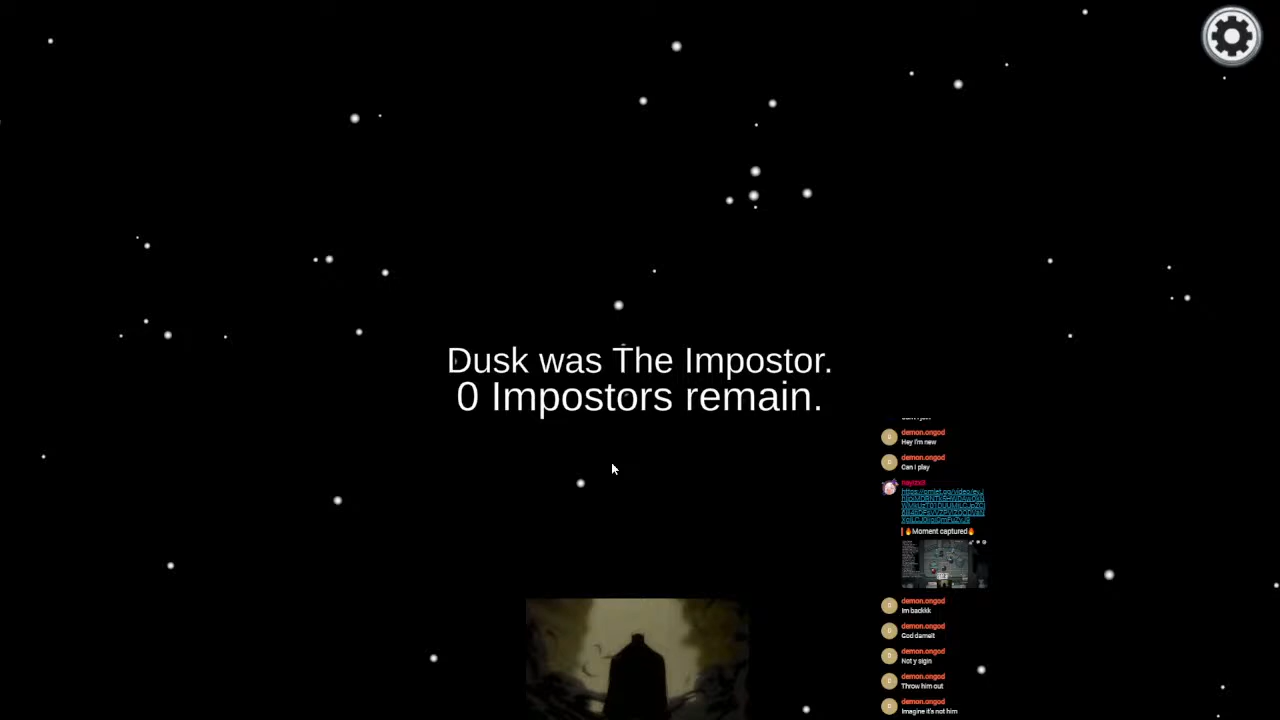 Dusk was The Impostor.
0 Impostors remain.
demon.ongod
Hey I'm new
demon.ongod
Can I play
🔥Moment captured🔥
demon.ongod
Im backkk
demon.ongod
God dameit
demon.ongod
Not y sigin
demon.ongod
Throw him out
demon.ongod
Imagine it's not him